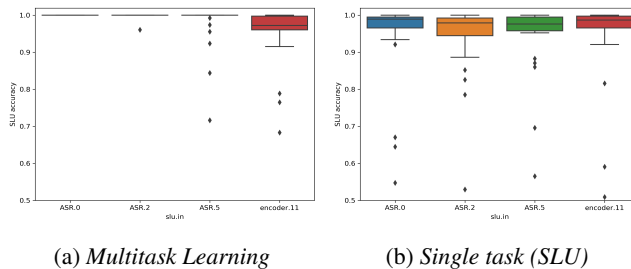 1.0
0.9
0.8
0.7
0.6
0.5
SLU accuracy
ASR.0 ASR.2 ASR.5 encoder.11
slu.in
(a) Multitask Learning
1.0
0.9
0.8
0.7
0.6
0.5
SLU accuracy
ASR.0 ASR.2 ASR.5 encoder.11
slu.in
(b) Single task (SLU)